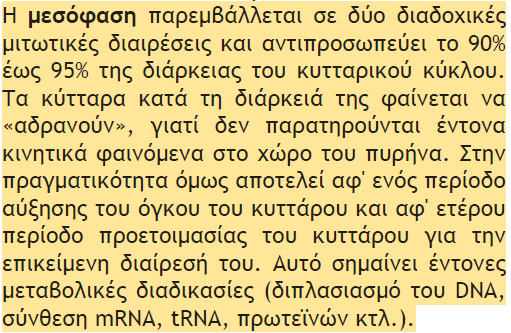 Η μεσόφαση παρεμβάλλεται σε δύο διαδοχικές
μιτωτικές διαιρέσεις και αντιπροσωπεύει το 90%
έως 95% της διάρκειας του κυτταρικού κύκλου.
Τα κύτταρα κατά τη διάρκειά της φαίνεται να
«αδρανούν», γιατί δεν παρατηρούνται έντονα
κινητικά φαινόμενα στο χώρο του πυρήνα. Στην
πραγματικότητα όμως αποτελεί αφ' ενός περίοδο
αύξησης του όγκου του κυττάρου και αφ' ετέρου
περίοδο προετοιμασίας του κυττάρου για την
επικείμενη διαίρεσή του. Αυτό σημαίνει έντονες
μεταβολικές διαδικασίες (διπλασιασμό του DNA,
σύνθεση mRNA, tRNA, πρωτεϊνών κτλ.).